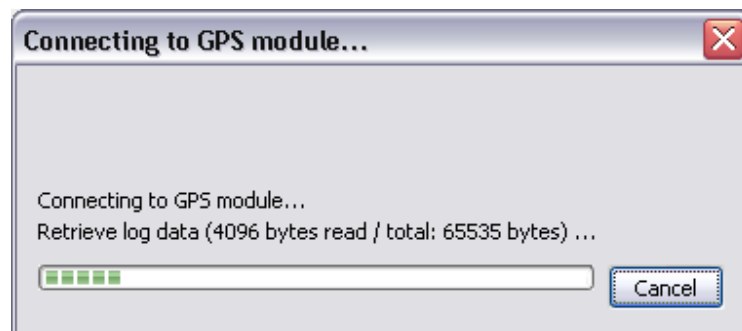 Connecting to GPS module...
Connecting to GPS module...
Retrieve log data (4096 bytes read / total: 65535 bytes) ...
Cancel